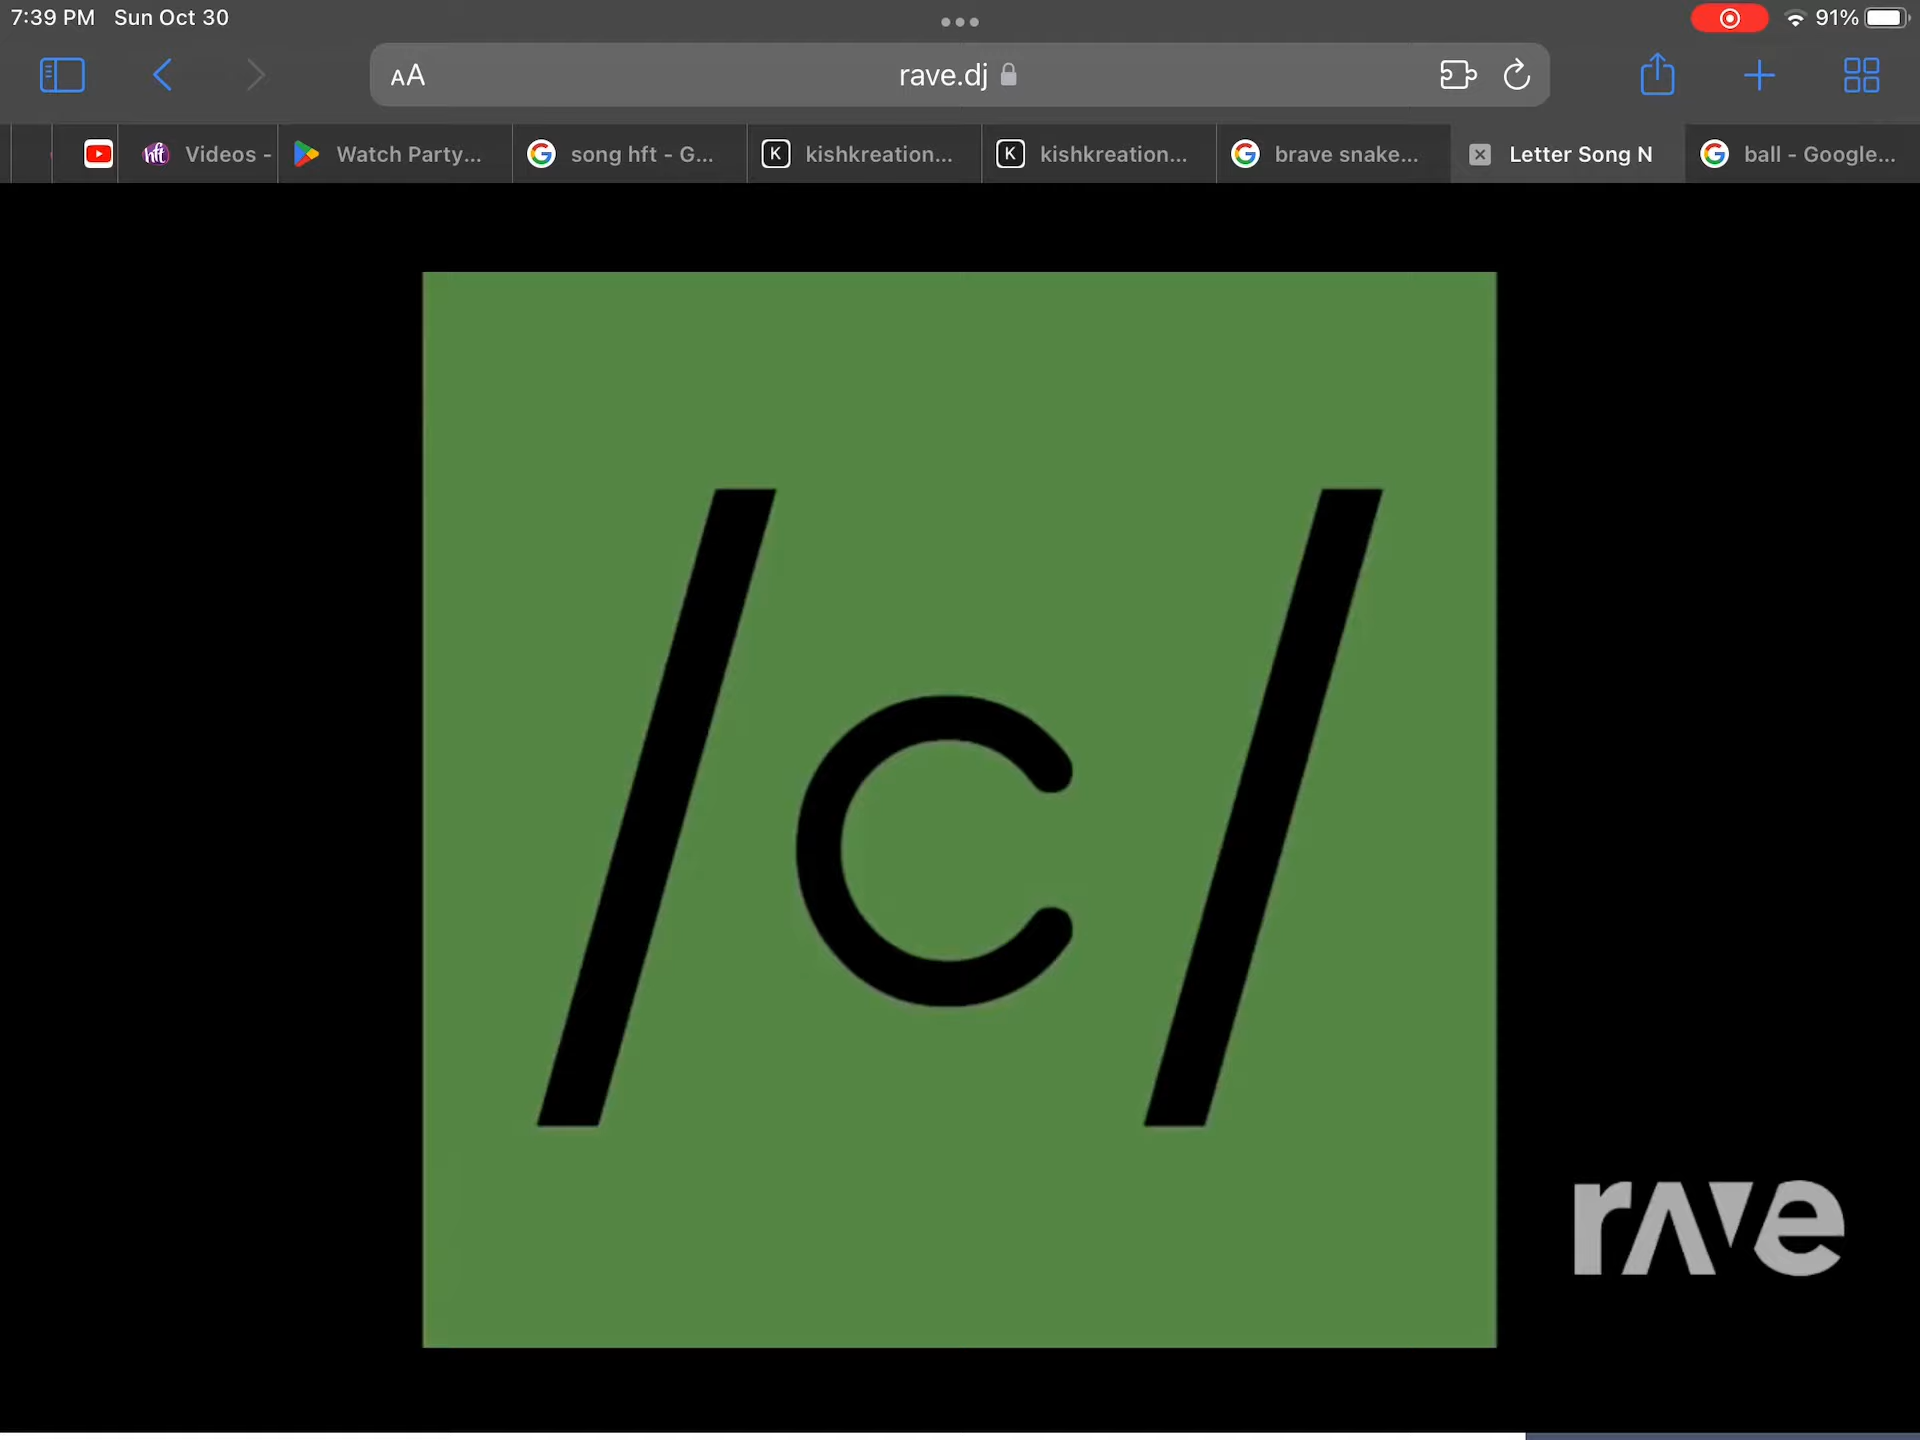 7:39 PM Sun Oct 30 91%
AA rave.dj
hft Videos - Watch Party... G song hft - G... K kishkreation... K kishkreation... G brave snake... Letter Song N G ball - Google...
/c/
rave